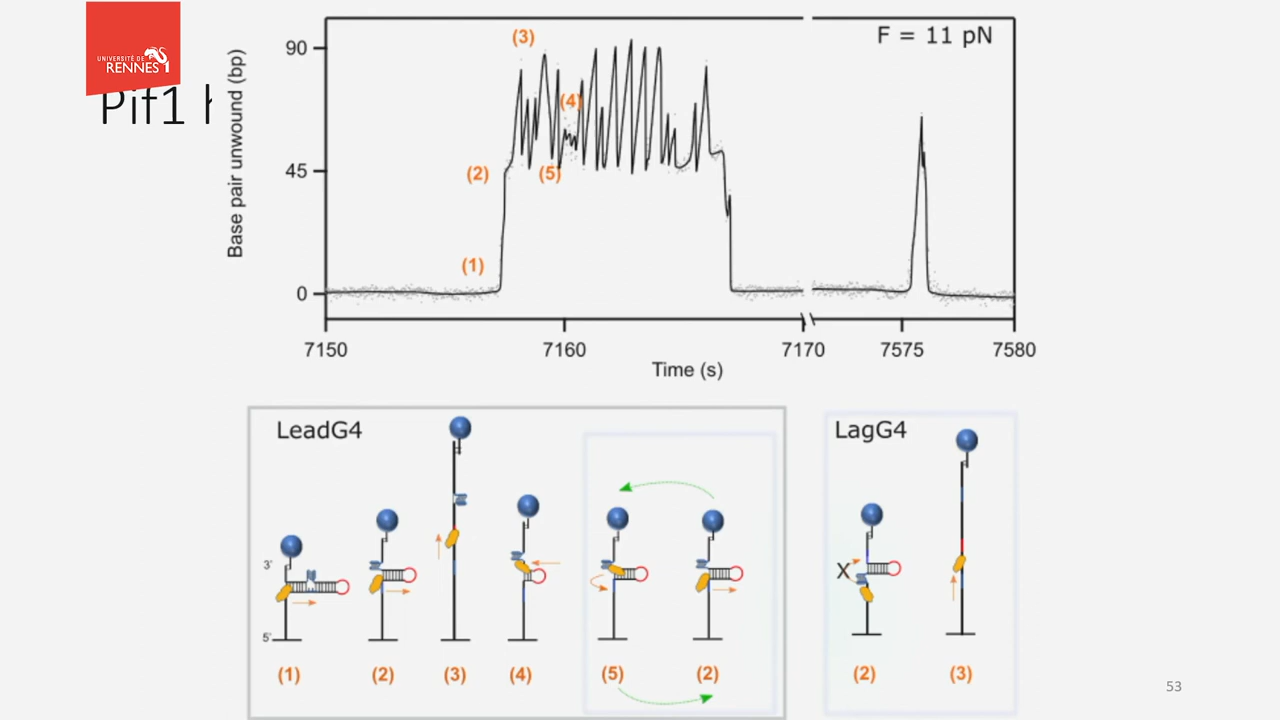 UNIVERSITÉ DE
RENNES 1
Pif1
F = 11 pN
Base pair unwound (bp)
90
45
0
(3)
(4)
(2)
(5)
(1)
7150
7160
7170
7575
7580
Time (s)
LeadG4
LagG4
3'
5'
X
(1)
(2)
(3)
(4)
(5)
(2)
(2)
(3)
53